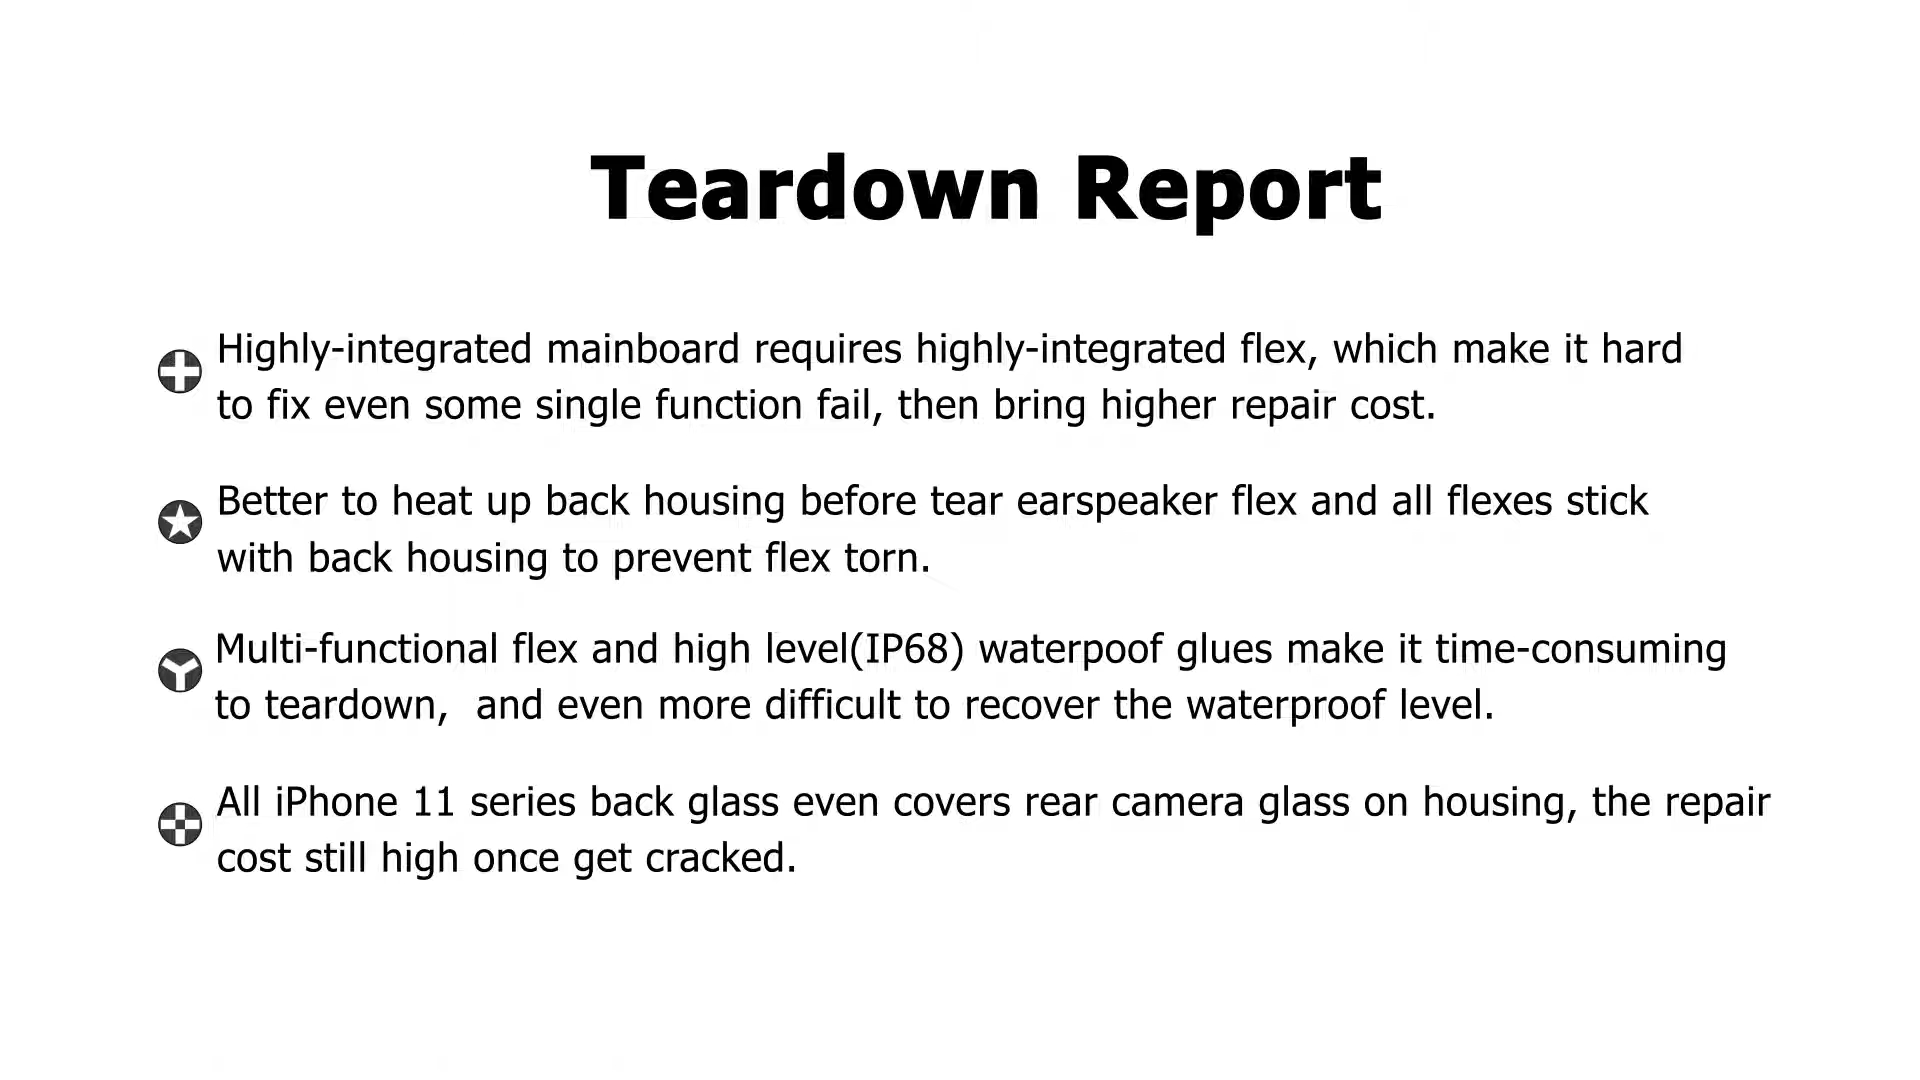 Teardown Report
Highly-integrated mainboard requires highly-integrated flex, which make it hard
to fix even some single function fail, then bring higher repair cost.
Better to heat up back housing before tear earspeaker flex and all flexes stick
with back housing to prevent flex torn.
Multi-functional flex and high level(IP68) waterpoof glues make it time-consuming
to teardown,  and even more difficult to recover the waterproof level.
All iPhone 11 series back glass even covers rear camera glass on housing, the repair
cost still high once get cracked.